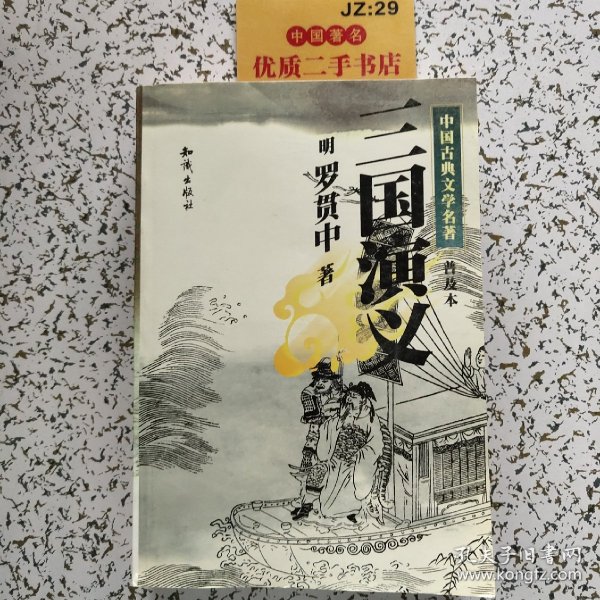 JZ:29
中国著名
优质二手书店
中国古典文学名著
普及本
三国演义
明 罗贯中 著
知识出版社
孔夫子旧书网
www.kongfz.com